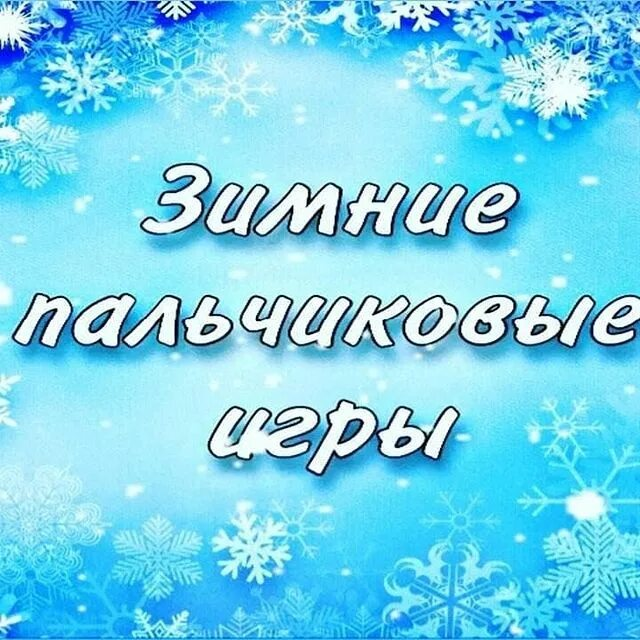 Зимние
пальчиковые
игры